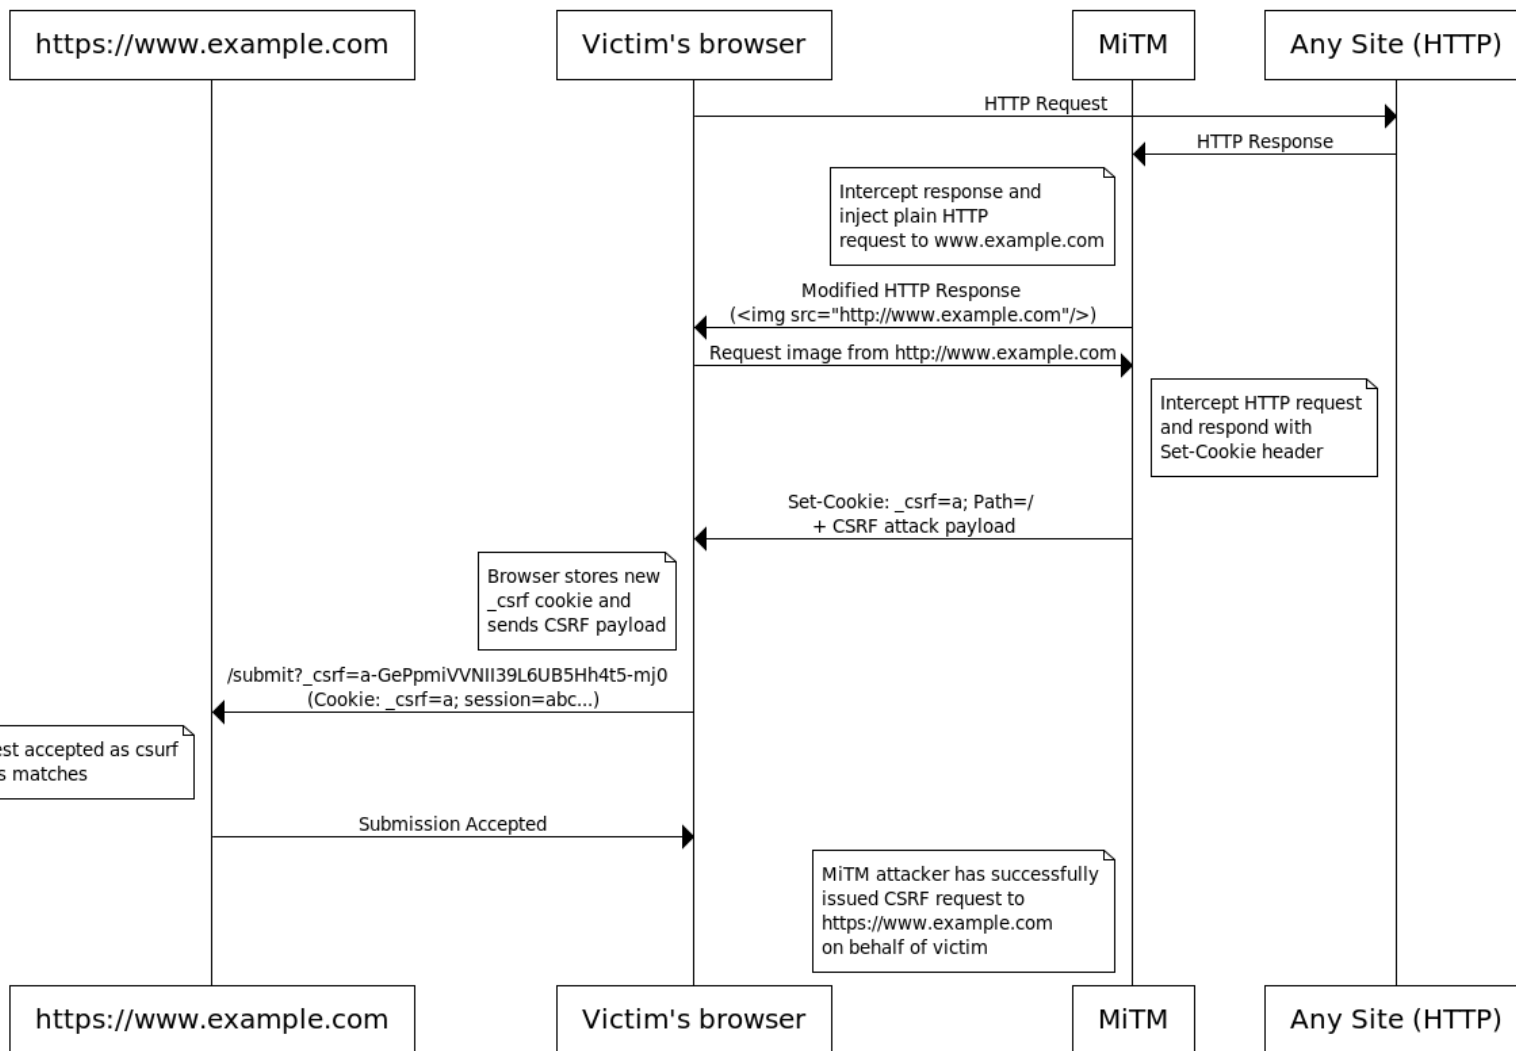 https://www.example.com
Victim's browser
MiTM
Any Site (HTTP)
HTTP Request
HTTP Response
Intercept response and
inject plain HTTP
request to www.example.com
Modified HTTP Response
(<img src="http://www.example.com"/>)
Request image from http://www.example.com
Intercept HTTP request
and respond with
Set-Cookie header
Set-Cookie: _csrf=a; Path=/
+ CSRF attack payload
Browser stores new
_csrf cookie and
sends CSRF payload
/submit?_csrf=a-GePpmiVVNII39L6UB5Hh4t5-mj0
(Cookie: _csrf=a; session=abc...)
accepted as csurf
matches
Submission Accepted
MiTM attacker has successfully
issued CSRF request to
https://www.example.com
on behalf of victim
https://www.example.com
Victim's browser
MiTM
Any Site (HTTP)